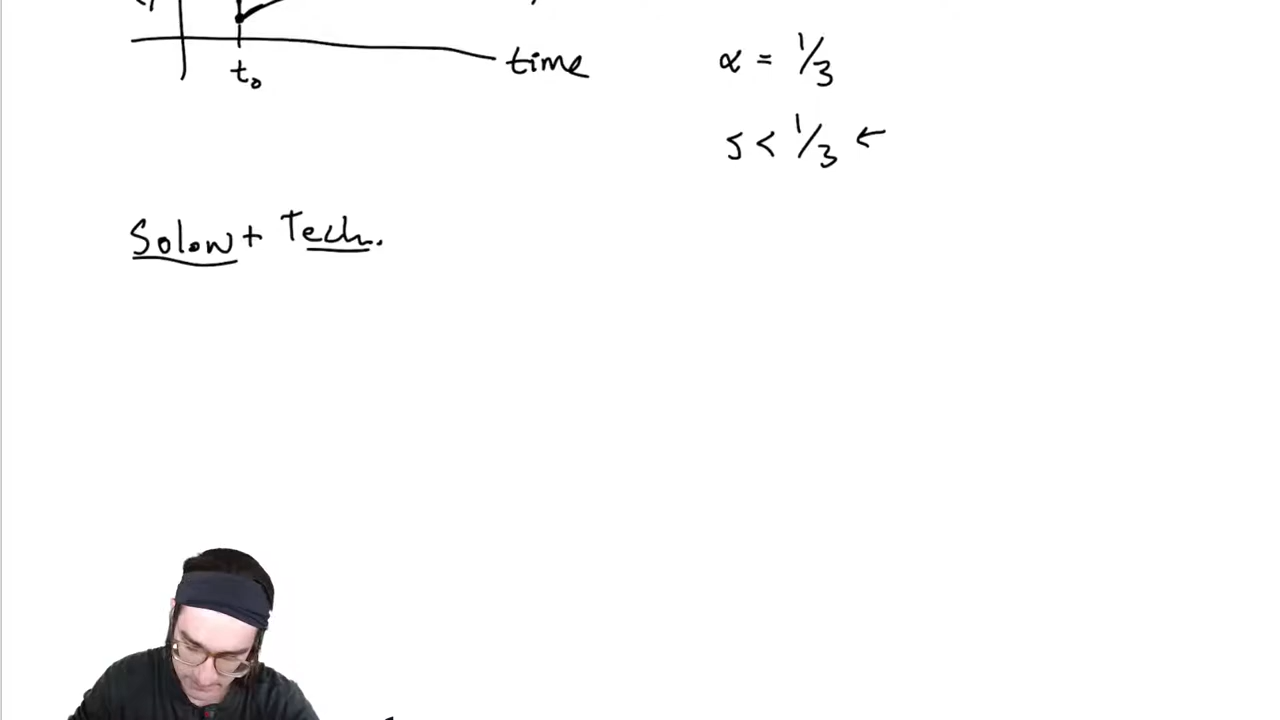 t₀
time
α = 1/3
s < 1/3 ←
Solow + Tech.